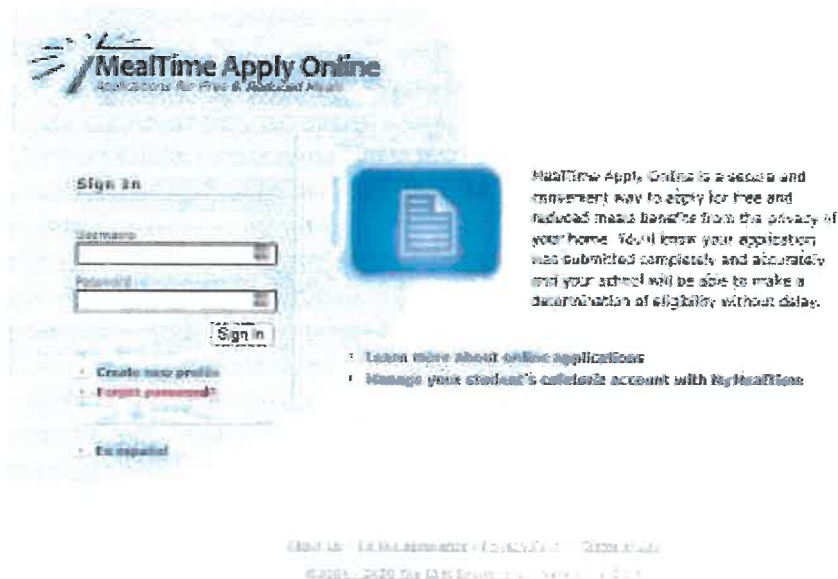 MealTime Apply Online
Applications for Free & Reduced Meals
Sign In
Username
Password
Sign in
Create new profile
Forgot password?
En español
MealTime Apply Online is a secure and
convenient way to apply for free and
reduced meals benefits from the privacy of
your home. You'll know your application
was submitted completely and accurately
and your school will be able to make a
determination of eligibility without delay.
Learn more about online applications
Manage your student's cafeteria account with MyMealTime